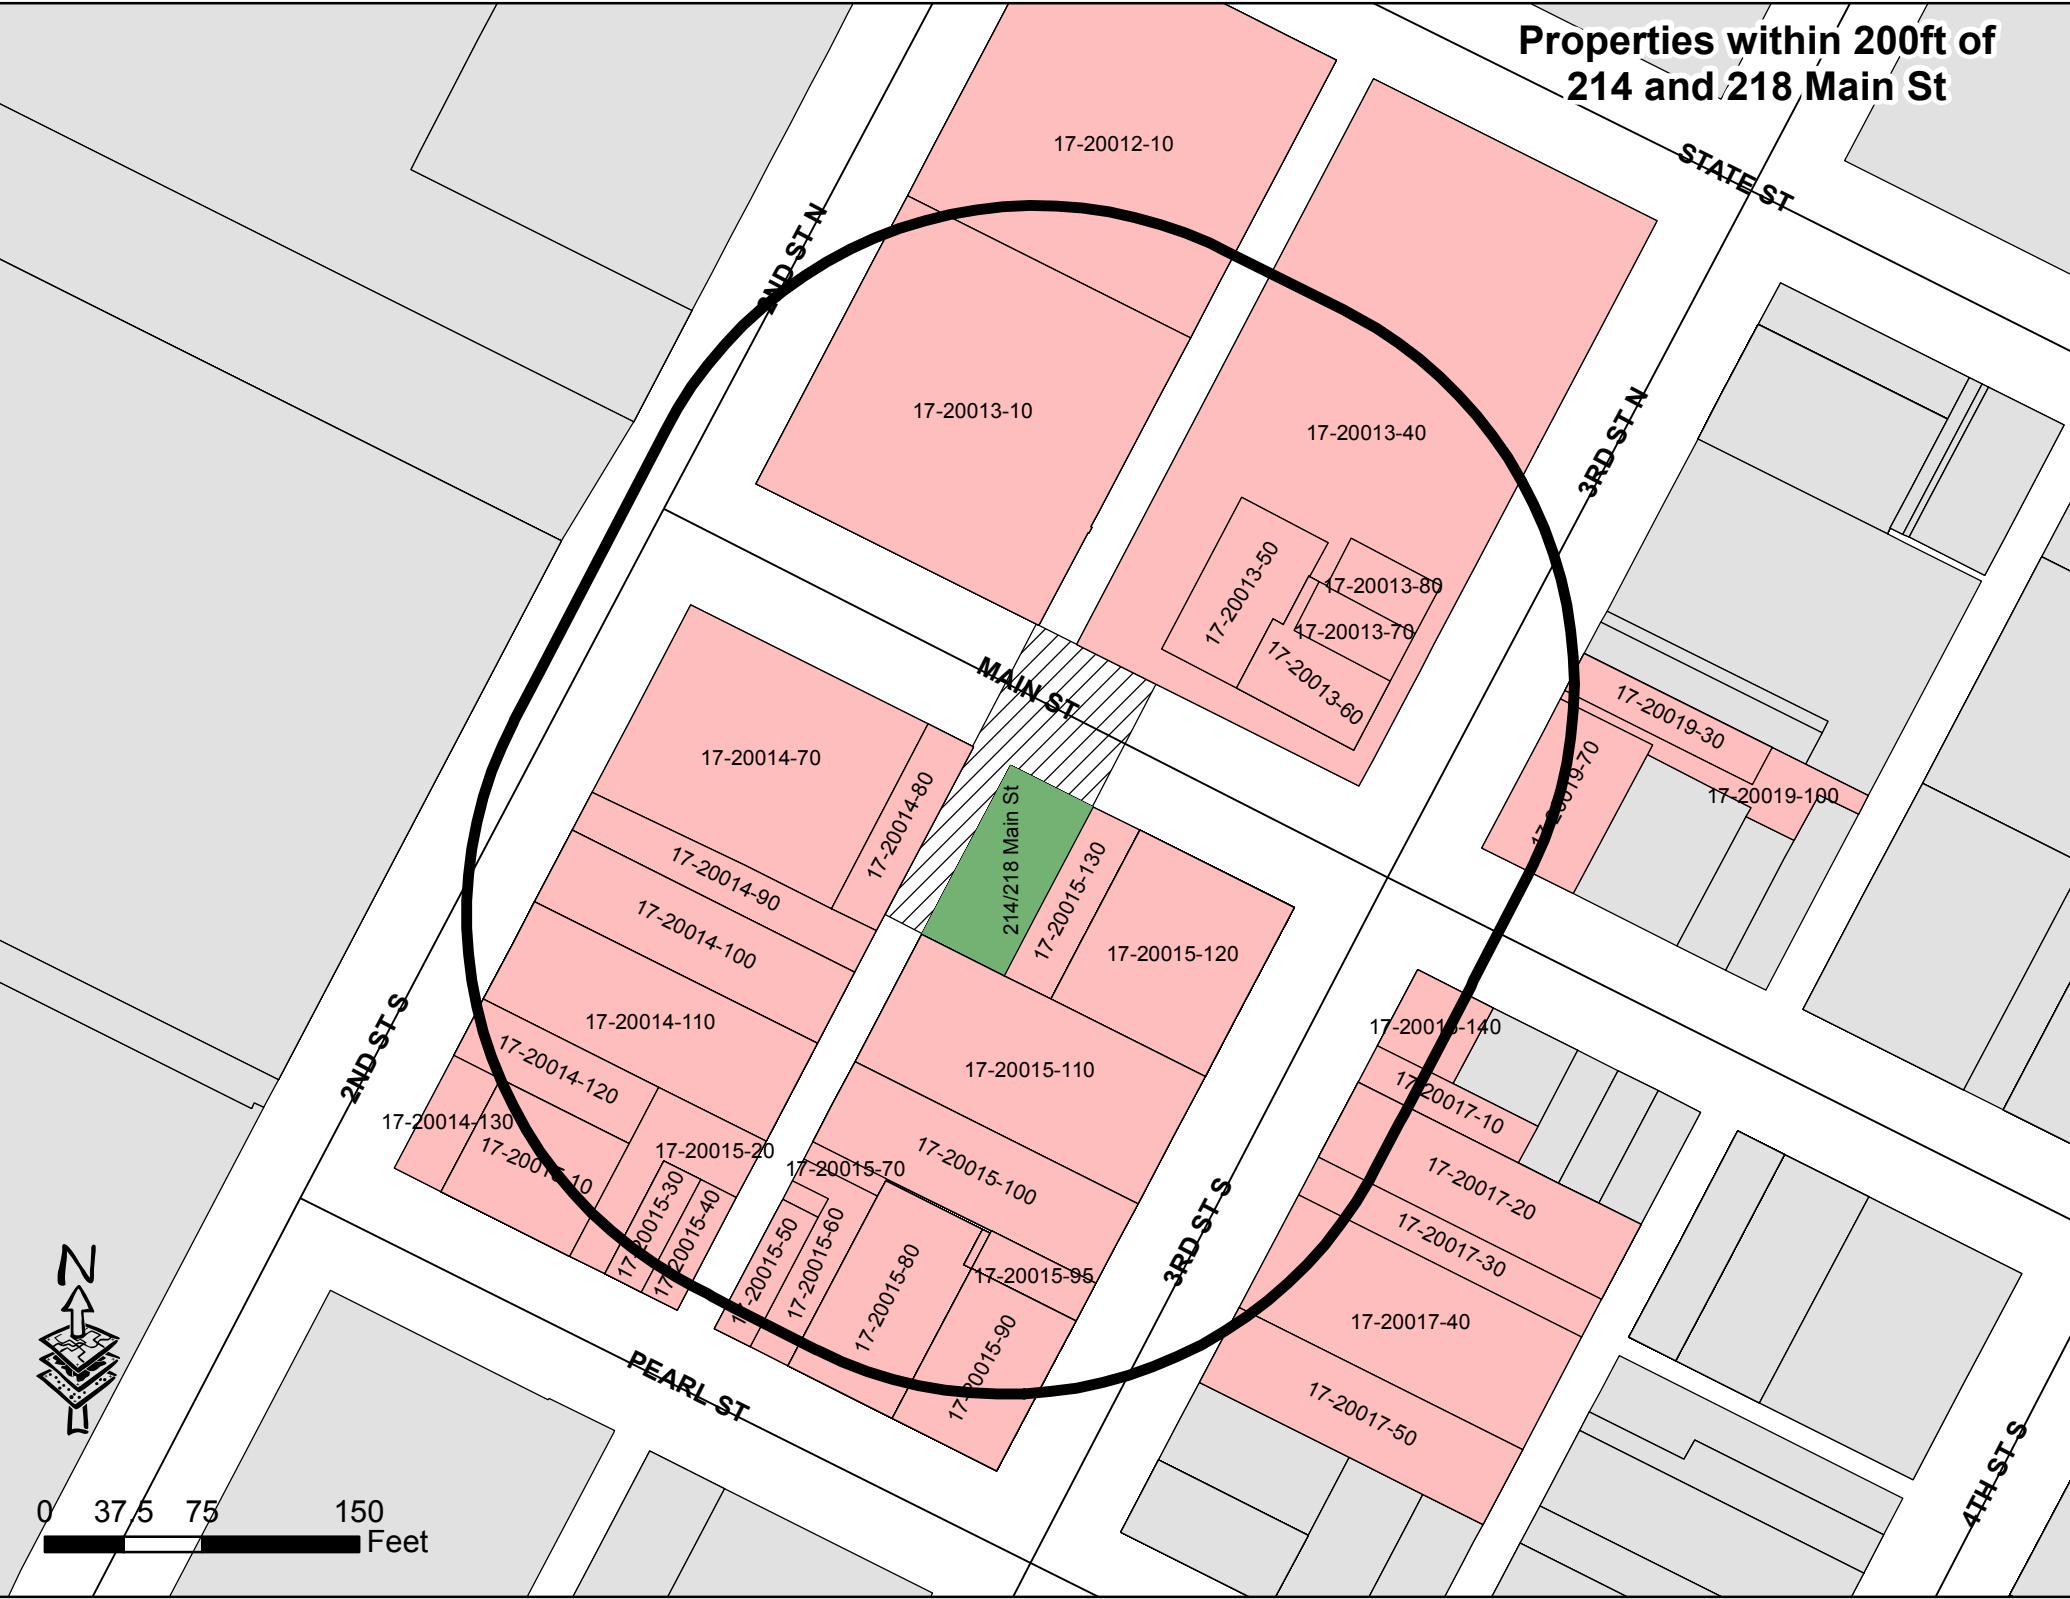 Properties within 200ft of
214 and 218 Main St
17-20012-10
STATE ST
2ND ST N
17-20013-10
17-20013-40
3RD ST N
17-20013-50
17-20013-80
17-20013-70
17-20013-60
MAIN ST
17-20019-30
17-20019-70
17-20019-100
17-20014-70
17-20014-80
214/218 Main St
17-20015-130
17-20015-120
17-20014-90
17-20014-100
17-20014-110
2ND ST S
17-20014-120
17-20014-130
17-20015-10
17-20015-20
17-20015-30
17-20015-40
17-20015-110
17-20015-100
17-20015-70
17-20015-50
17-20015-60
17-20015-80
17-20015-95
17-20015-90
3RD ST S
17-20017-10
17-20017-20
17-20017-30
17-20017-40
17-20017-50
PEARL ST
4TH ST S
N
0 37.5 75 150
Feet